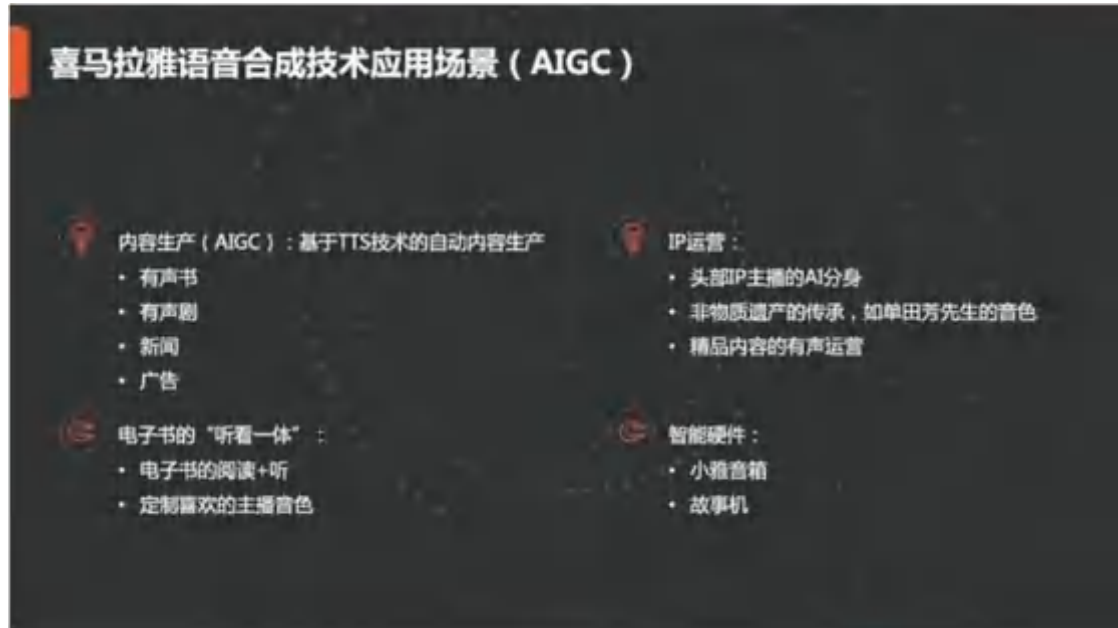 喜马拉雅语音合成技术应用场景（AIGC）
内容生产（AIGC）：基于TTS技术的自动内容生产
• 有声书
• 有声剧
• 新闻
• 广告
电子书的“听看一体”：
• 电子书的阅读+听
• 定制喜欢的主播音色
IP运营：
• 头部IP主播的AI分身
• 非物质遗产的传承，如单田芳先生的音色
• 精品内容的有声运营
智能硬件：
• 小雅音箱
• 故事机